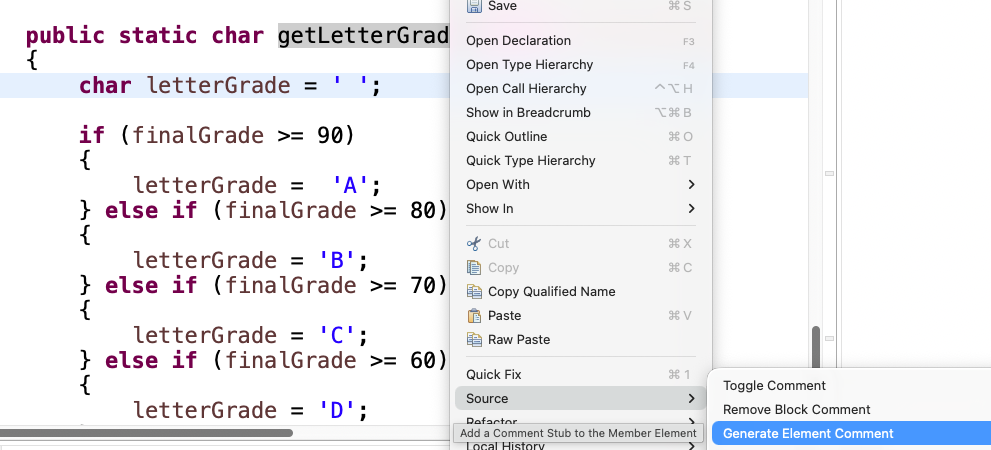 public static char getLetterGrad
{
char letterGrade = ' ';
if (finalGrade >= 90)
{
letterGrade =  'A';
} else if (finalGrade >= 80)
{
letterGrade = 'B';
} else if (finalGrade >= 70)
{
letterGrade = 'C';
} else if (finalGrade >= 60)
{
letterGrade = 'D';
Save ⌘S
Open Declaration F3
Open Type Hierarchy F4
Open Call Hierarchy ^⌥H
Show in Breadcrumb ⌥⌘B
Quick Outline ⌘O
Quick Type Hierarchy ⌘T
Open With >
Show In >
Cut ⌘X
Copy ⌘C
Copy Qualified Name
Paste ⌘V
Raw Paste
Quick Fix ⌘1
Source >
Refactor >
Add a Comment Stub to the Member Element
Local History >
Toggle Comment
Remove Block Comment
Generate Element Comment